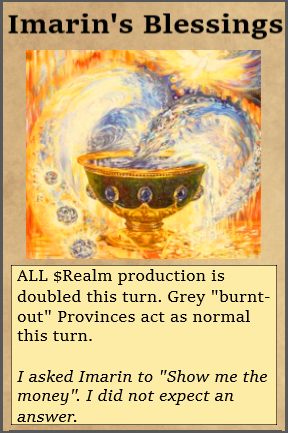 Imarin's Blessings
ALL $Realm production is
doubled this turn. Grey "burnt-
out" Provinces act as normal
this turn.
I asked Imarin to "Show me the
money". I did not expect an
answer.